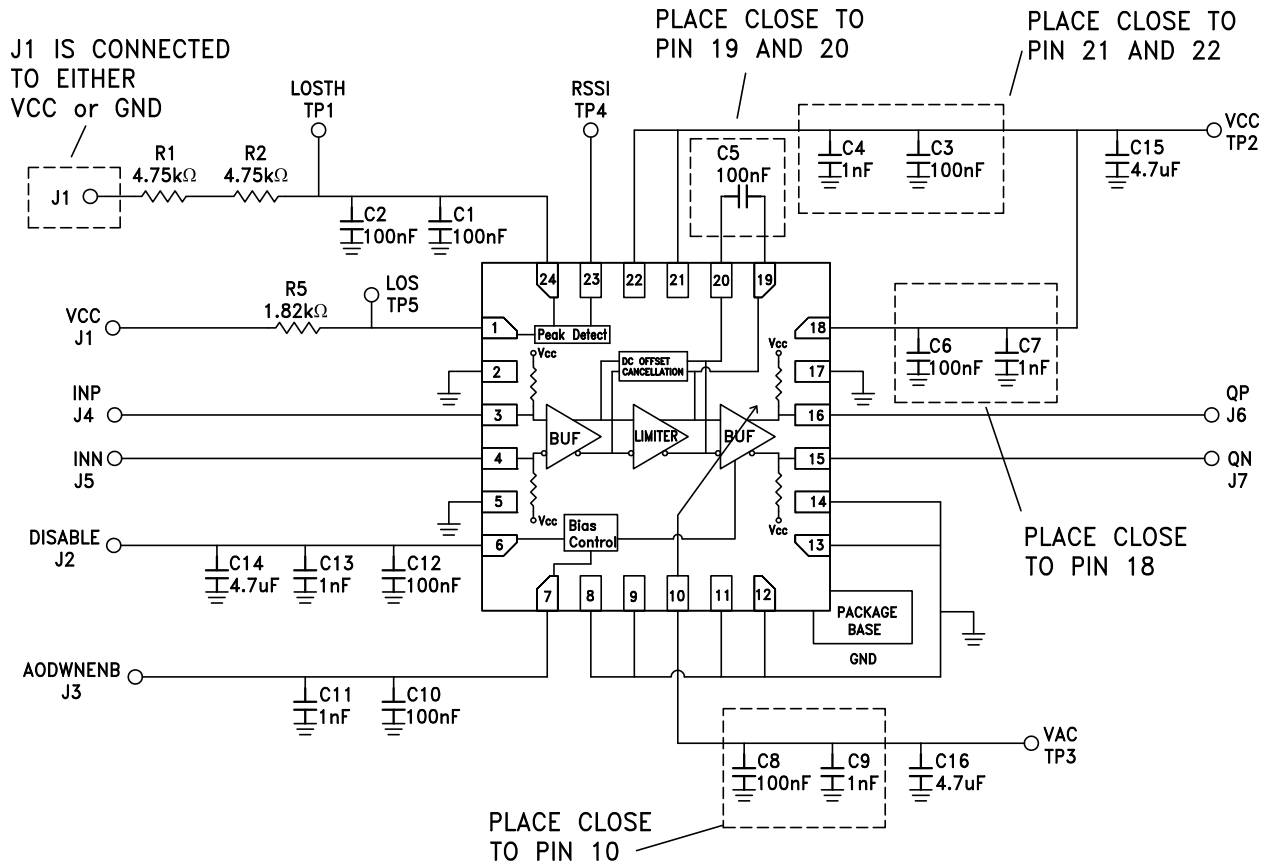 J1 IS CONNECTED
TO EITHER
VCC or GND
PLACE CLOSE TO
PIN 19 AND 20
PLACE CLOSE TO
PIN 21 AND 22
LOSTH
TP1
RSSI
TP4
VCC
TP2
R1
4.75kΩ
R2
4.75kΩ
J1
C2
100nF
C1
100nF
C5
100nF
C4
1nF
C3
100nF
C15
4.7uF
24
23
22
21
20
19
VCC
J1
R5
1.82kΩ
LOS
TP5
1
Peak Detect
18
C6
100nF
C7
1nF
2
Vcc
DC OFFSET
CANCELLATION
Vcc
17
INP
J4
3
BUF
LIMITER
BUF
16
QP
J6
INN
J5
4
15
QN
J7
5
Vcc
Vcc
14
DISABLE
J2
C14
4.7uF
C13
1nF
C12
100nF
6
Bias
Control
13
PLACE CLOSE
TO PIN 18
7
8
9
10
11
12
PACKAGE
BASE
GND
AODWNENB
J3
C11
1nF
C10
100nF
C8
100nF
C9
1nF
C16
4.7uF
VAC
TP3
PLACE CLOSE
TO PIN 10